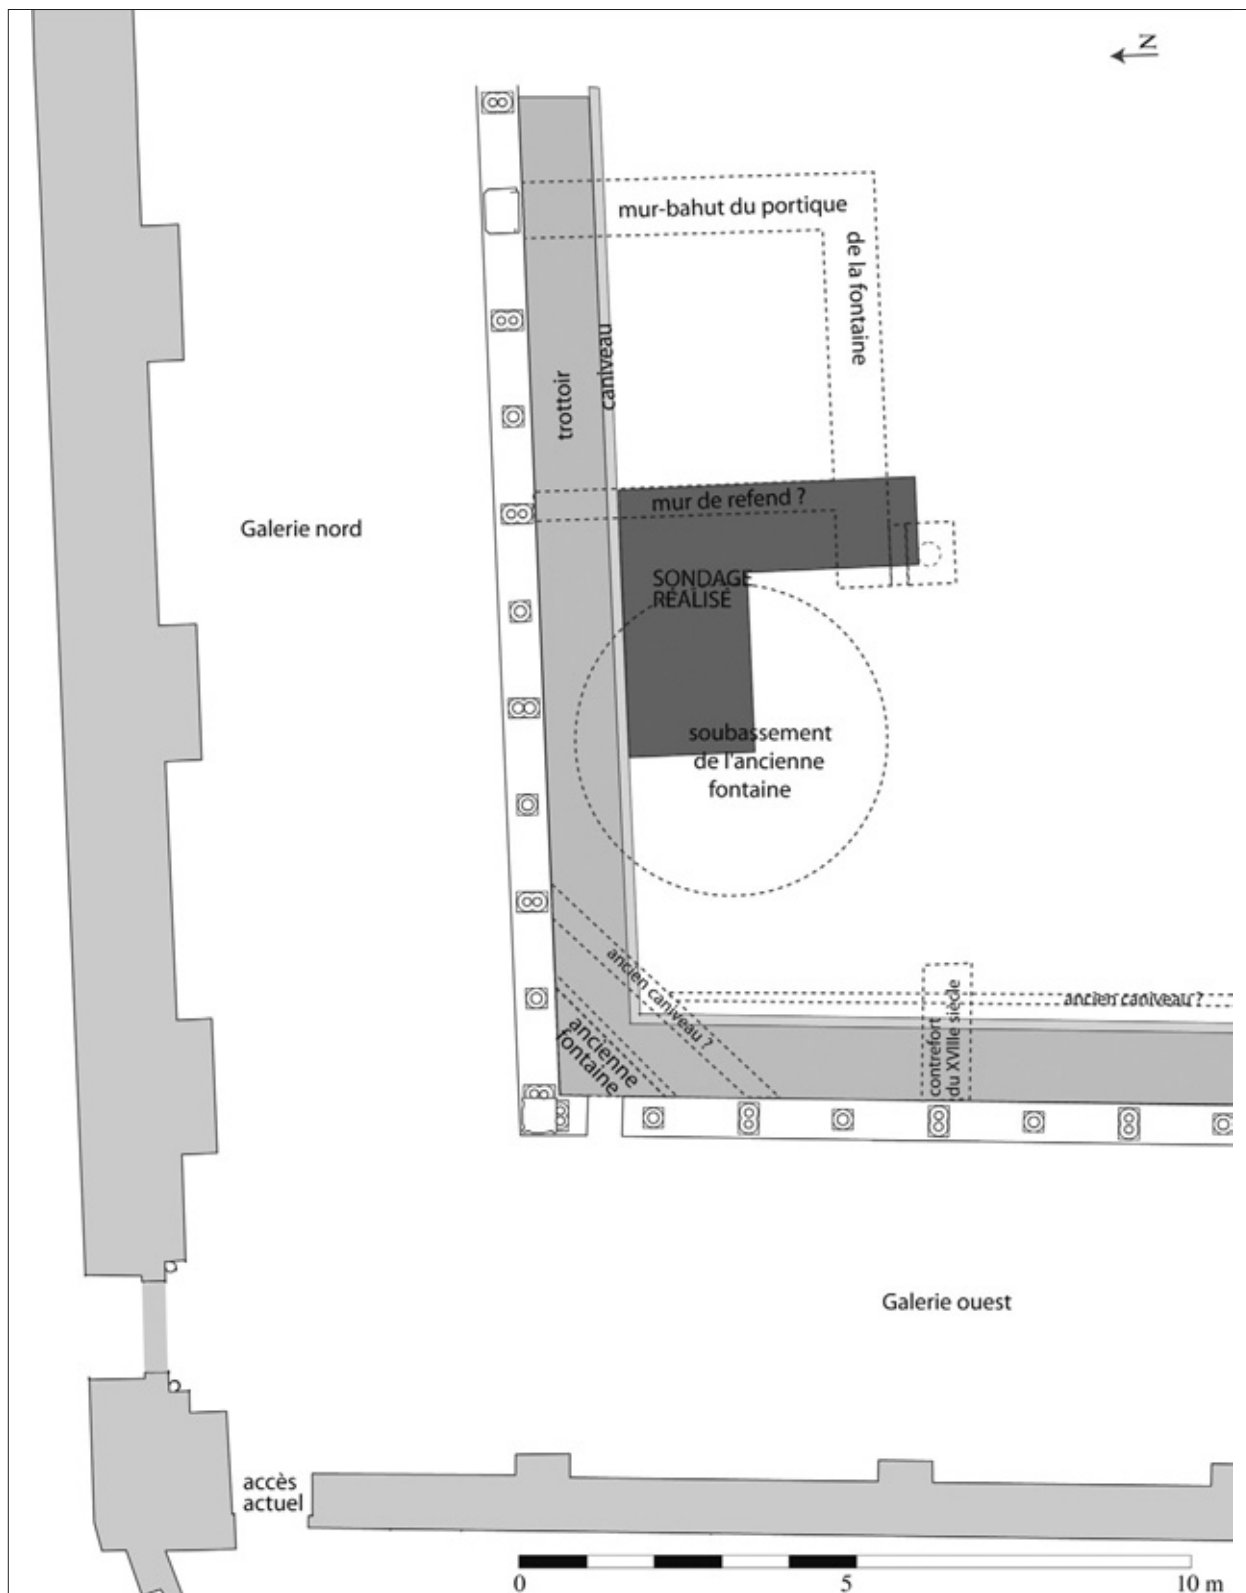 N
mur-bahut du portique
de la fontaine
caniveau
trottoir
mur de refend ?
Galerie nord
SONDAGE
RÉALISÉ
soubassement
de l'ancienne
fontaine
ancien caniveau ?
ancien caniveau ?
contrefort
du XVIIIe siècle
ancienne
fontaine
Galerie ouest
accès
actuel
0 5 10 m